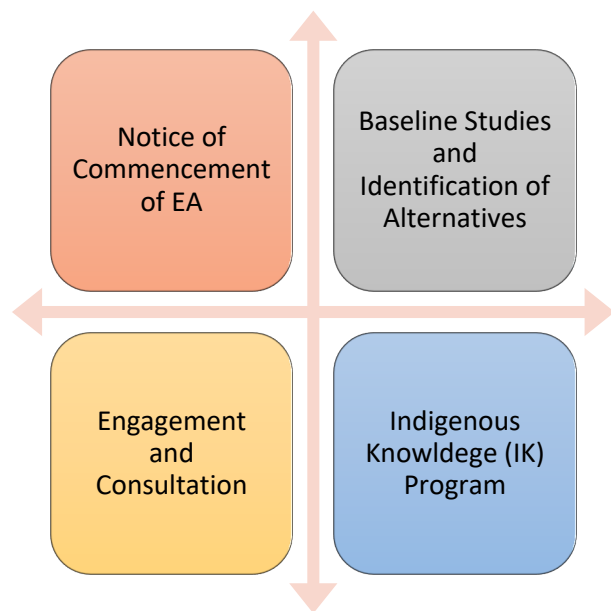 Notice of
Commencement
of EA
Baseline Studies
and
Identification of
Alternatives
Engagement
and
Consultation
Indigenous
Knowldege (IK)
Program